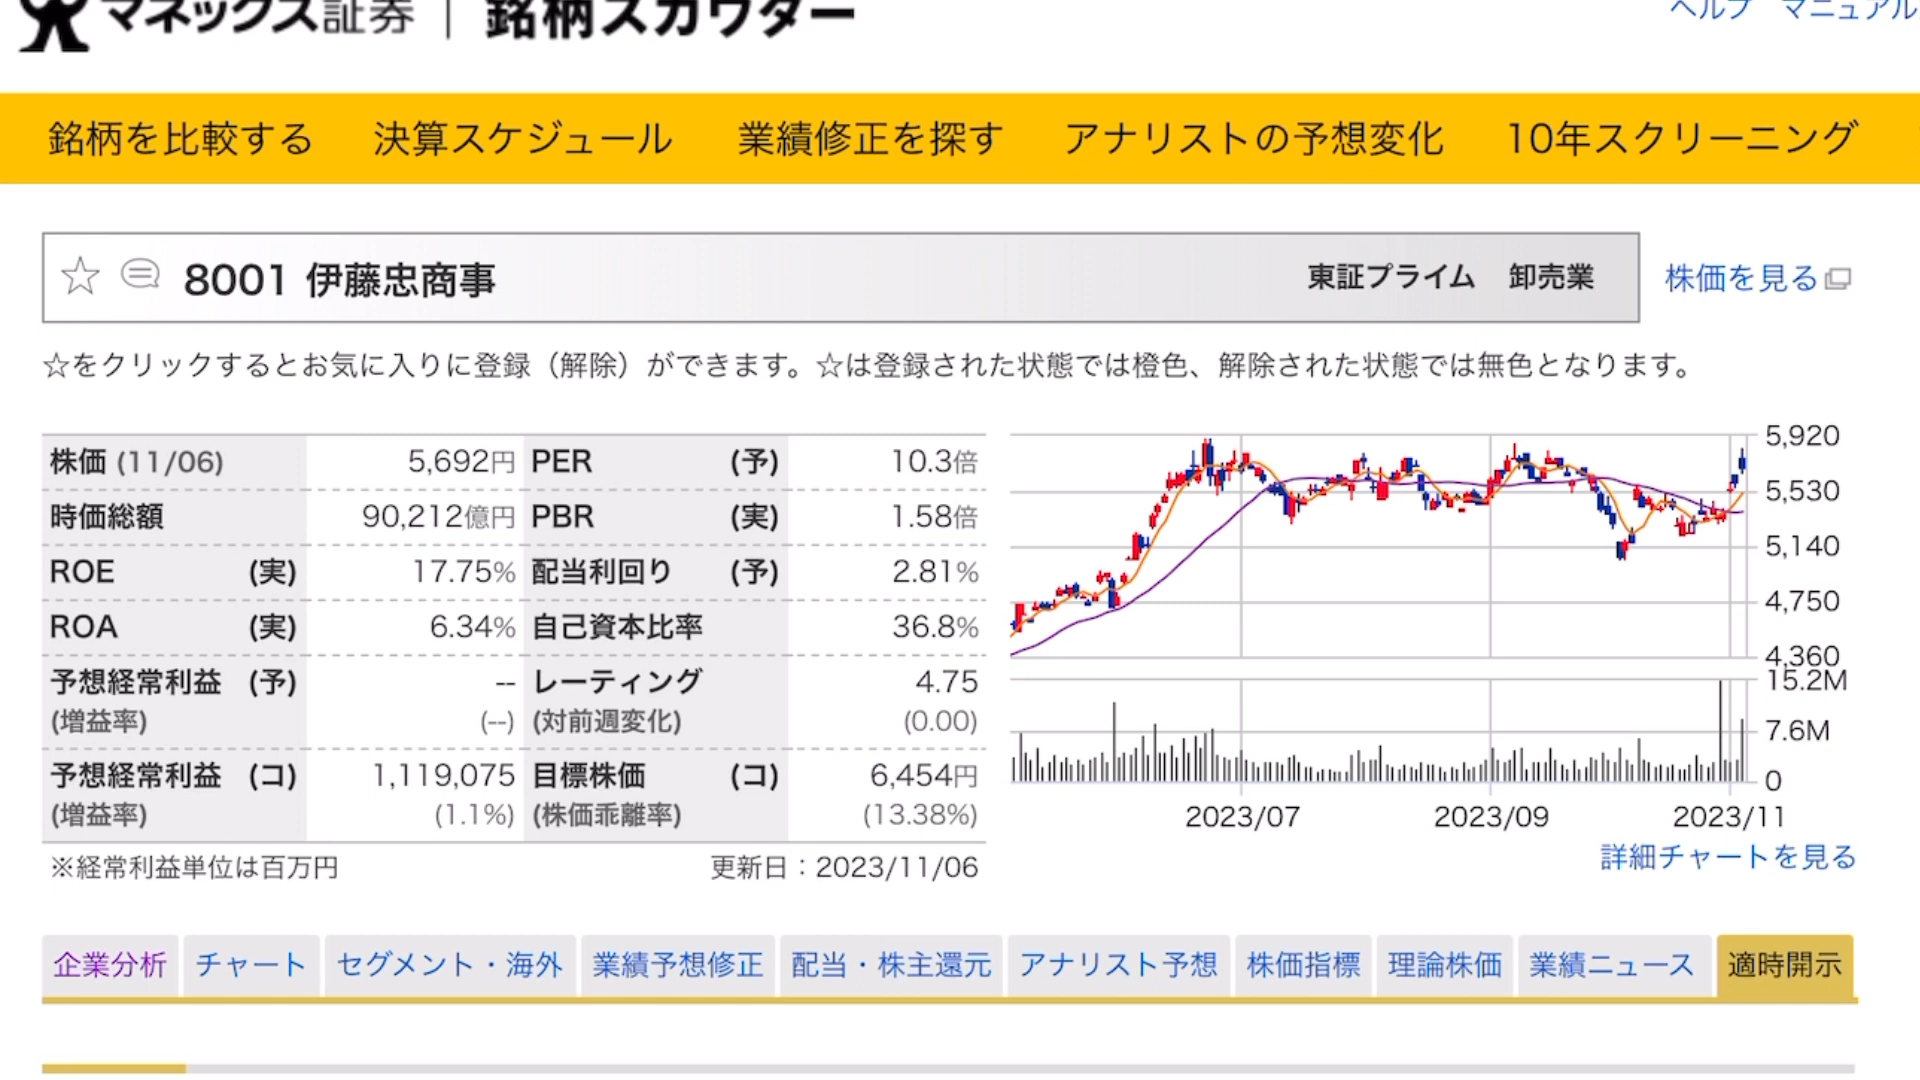 マネックス証券 | 銘柄スカウター
ヘルプ マニュアル
銘柄を比較する 決算スケジュール 業績修正を探す アナリストの予想変化 10年スクリーニング
8001 伊藤忠商事 東証プライム 卸売業 株価を見る
☆をクリックするとお気に入りに登録（解除）ができます。☆は登録された状態では橙色、解除された状態では無色となります。
株価 (11/06) 5,692円 PER (予) 10.3倍
時価総額 90,212億円 PBR (実) 1.58倍
ROE (実) 17.75% 配当利回り (予) 2.81%
ROA (実) 6.34% 自己資本比率 36.8%
予想経常利益 (予) -- レーティング 4.75
(増益率) (--) (対前週変化) (0.00)
予想経常利益 (コ) 1,119,075 目標株価 (コ) 6,454円
(増益率) (1.1%) (株価乖離率) (13.38%)
※経常利益単位は百万円 更新日：2023/11/06
5,920
5,530
5,140
4,750
4,360
15.2M
7.6M
0
2023/07 2023/09 2023/11
詳細チャートを見る
企業分析 チャート セグメント・海外 業績予想修正 配当・株主還元 アナリスト予想 株価指標 理論株価 業績ニュース 適時開示